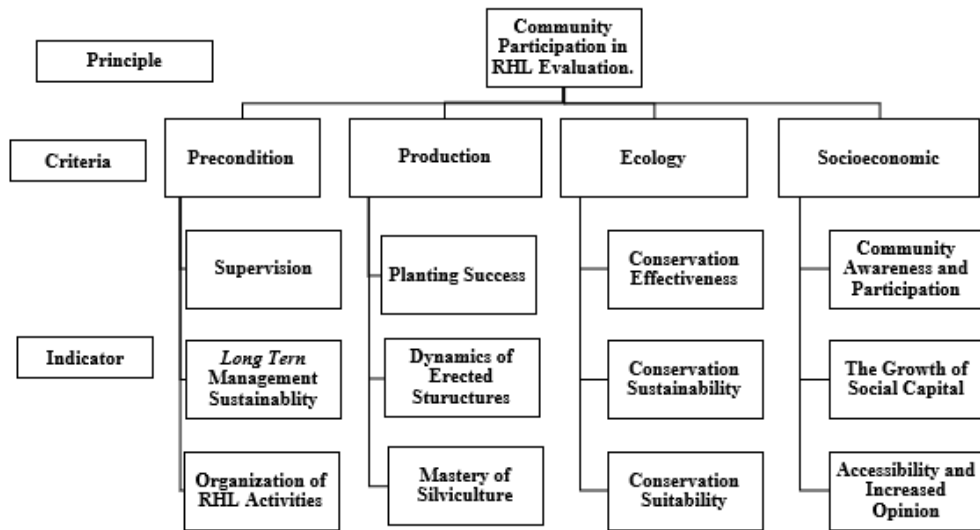 Principle
Community
Participation in
RHL Evaluation.
Criteria
Precondition
Production
Ecology
Socioeconomic
Indicator
Supervision
Planting Success
Conservation
Effectiveness
Community
Awareness and
Participation
Long Tern
Management
Sustainablity
Dynamics of
Erected
Stuructures
Conservation
Sustainability
The Growth of
Social Capital
Organization of
RHL Activities
Mastery of
Silviculture
Conservation
Suitability
Accessibility and
Increased
Opinion